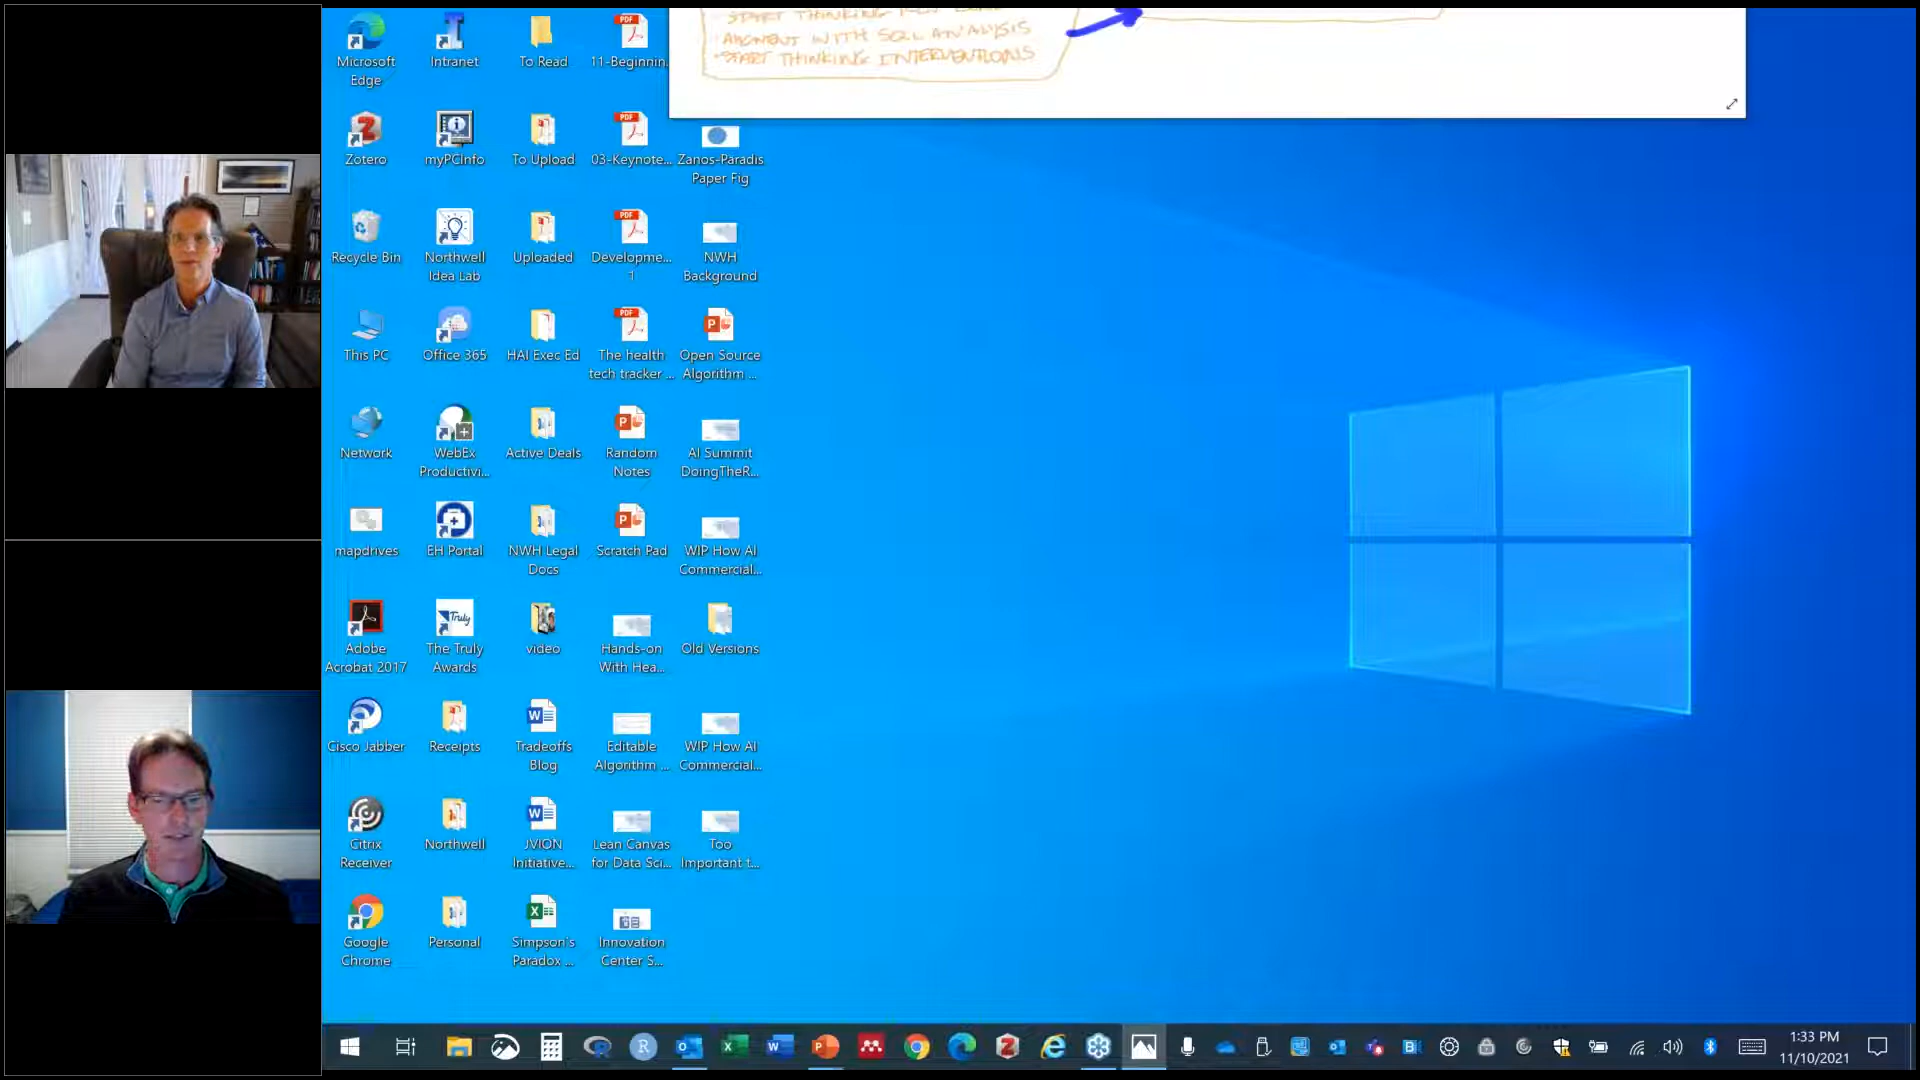 START THINKING
ALIGNMENT WITH SQL ANALYSIS
START THINKING INTERVENTIONS
Microsoft
Edge
Intranet
To Read
11-Beginnin...
Zotero
myPCInfo
To Upload
03-Keynote...
Zanos-Paradis
Paper Fig
Recycle Bin
Northwell
Idea Lab
Uploaded
Developme...
1
NWH
Background
This PC
Office 365
HAI Exec Ed
The health
tech tracker ...
Open Source
Algorithm ...
Network
WebEx
Productivi...
Active Deals
Random
Notes
AI Summit
DoingTheR...
mapdrives
EH Portal
NWH Legal
Docs
Scratch Pad
WIP How AI
Commercial...
Adobe
Acrobat 2017
The Truly
Awards
video
Hands-on
With Hea...
Old Versions
Cisco Jabber
Receipts
Tradeoffs
Blog
Editable
Algorithm ...
WIP How AI
Commercial...
Citrix
Receiver
Northwell
JVION
Initiative...
Lean Canvas
for Data Sci...
Too
Important t...
Google
Chrome
Personal
Simpson's
Paradox ...
Innovation
Center S...
1:33 PM
11/10/2021